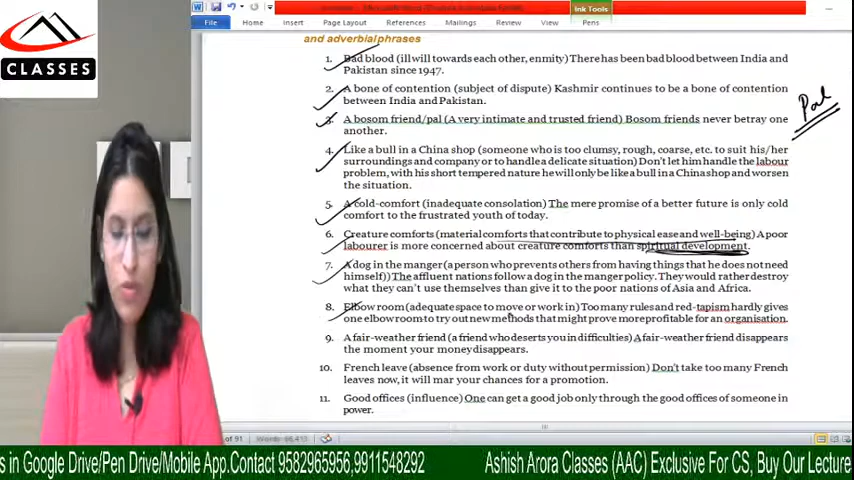 Ink Tools
File Home Insert Page Layout References Mailings Review View Pens
CLASSES
and adverbial phrases
1. Bad blood (ill will towards each other, enmity) There has been bad blood between India and
Pakistan since 1947.
2. A bone of contention (subject of dispute) Kashmir continues to be a bone of contention
between India and Pakistan.
Pal
3. A bosom friend/pal (A very intimate and trusted friend) Bosom friends never betray one
another.
4. Like a bull in a China shop (someone who is too clumsy, rough, coarse, etc. to suit his/her
surroundings and company or to handle a delicate situation) Don't let him handle the labour
problem, with his short tempered nature he will only be like a bull in a China shop and worsen
the situation.
5. A cold-comfort (inadequate consolation) The mere promise of a better future is only cold
comfort to the frustrated youth of today.
6. Creature comforts (material comforts that contribute to physical ease and well-being) A poor
labourer is more concerned about creature comforts than spiritual development.
7. A dog in the manger (a person who prevents others from having things that he does not need
himself)) The affluent nations follow a dog in the manger policy. They would rather destroy
what they can't use themselves than give it to the poor nations of Asia and Africa.
8. Elbow room (adequate space to move or work in) Too many rules and red-tapism hardly gives
one elbow room to try out new methods that might prove more profitable for an organisation.
9. A fair-weather friend (a friend who deserts you in difficulties) A fair-weather friend disappears
the moment your money disappears.
10. French leave (absence from work or duty without permission) Don't take too many French
leaves now, it will mar your chances for a promotion.
11. Good offices (influence) One can get a good job only through the good offices of someone in
power.
of 91 Words: 66,415
s in Google Drive/Pen Drive/Mobile App.Contact 9582965956,9911548292 Ashish Arora Classes (AAC) Exclusive For CS, Buy Our Lecture